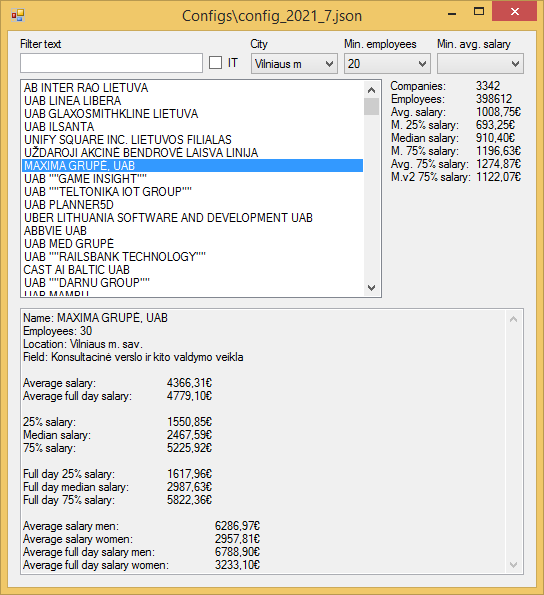 Configs\config_2021_7.json
Filter text
City
Min. employees
Min. avg. salary
IT
Vilniaus m
20
AB INTER RAO LIETUVA
UAB LINEA LIBERA
UAB GLAXOSMITHKLINE LIETUVA
UAB ILSANTA
UNIFY SQUARE INC. LIETUVOS FILIALAS
UŽDAROJI AKCINĖ BENDROVĖ LAISVA LINIJA
MAXIMA GRUPĖ, UAB
UAB ""GAME INSIGHT""
UAB ""TELTONIKA IOT GROUP""
UAB PLANNER5D
UBER LITHUANIA SOFTWARE AND DEVELOPMENT UAB
ABBVIE UAB
UAB MED GRUPĖ
UAB ""RAILSBANK TECHNOLOGY""
CAST AI BALTIC UAB
UAB ""DARNU GROUP""
UAB MAMBU
Companies: 3342
Employees: 398612
Avg. salary: 1008,75€
M. 25% salary: 693,25€
Median salary: 910,40€
M. 75% salary: 1196,63€
Avg. 75% salary: 1274,87€
M.v2 75% salary: 1122,07€
Name: MAXIMA GRUPĖ, UAB
Employees: 30
Location: Vilniaus m. sav.
Field: Konsultacinė verslo ir kito valdymo veikla
Average salary: 4366,31€
Average full day salary: 4779,10€
25% salary: 1550,85€
Median salary: 2467,59€
75% salary: 5225,92€
Full day 25% salary: 1617,96€
Full day median salary: 2987,63€
Full day 75% salary: 5822,36€
Average salary men: 6286,97€
Average salary women: 2957,81€
Average full day salary men: 6788,90€
Average full day salary women: 3233,10€